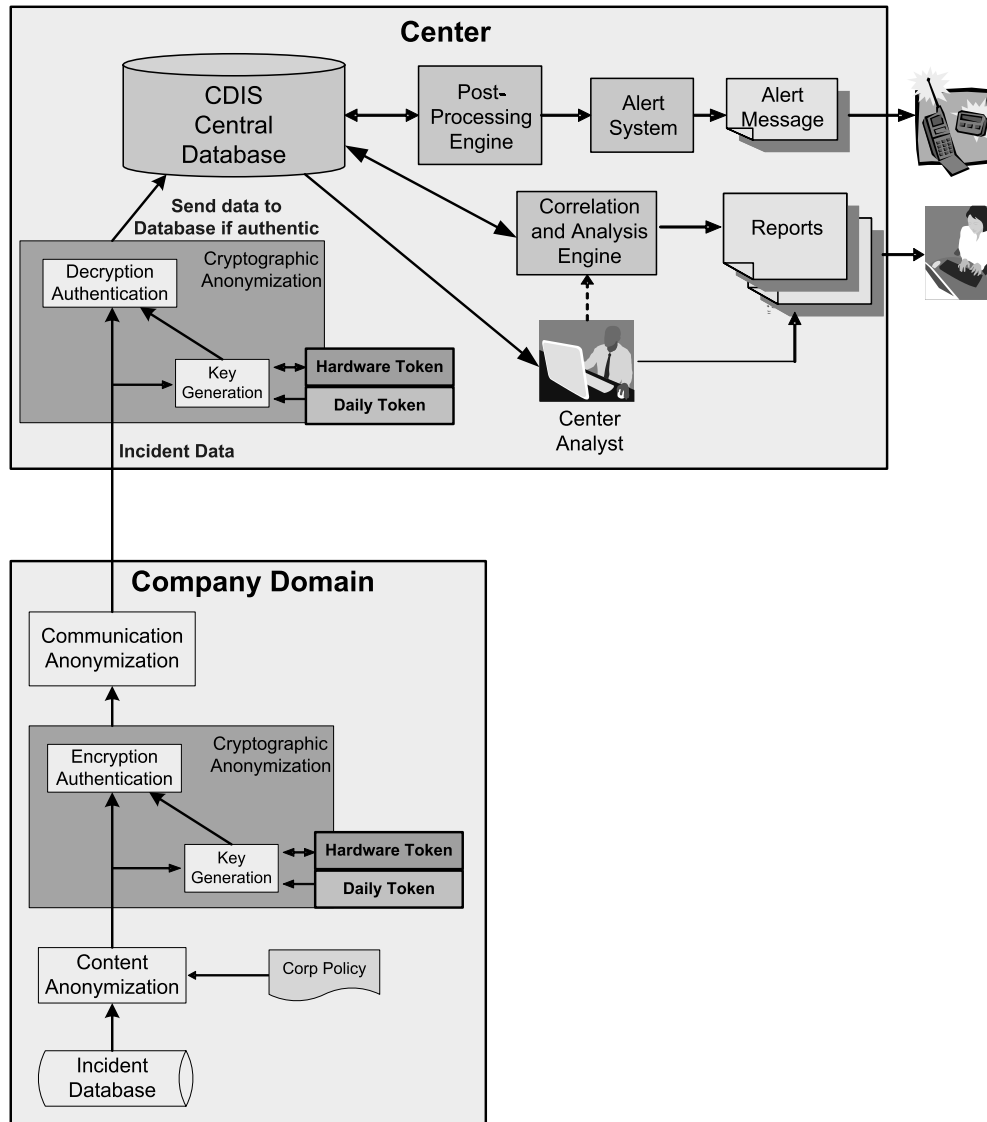 Center
CDIS
Central
Database
Post-
Processing
Engine
Alert
System
Alert
Message
Send data to
Database if authentic
Correlation
and Analysis
Engine
Reports
Cryptographic
Anonymization
Decryption
Authentication
Key
Generation
Hardware Token
Daily Token
Center
Analyst
Incident Data
Company Domain
Communication
Anonymization
Cryptographic
Anonymization
Encryption
Authentication
Key
Generation
Hardware Token
Daily Token
Content
Anonymization
Corp Policy
Incident
Database